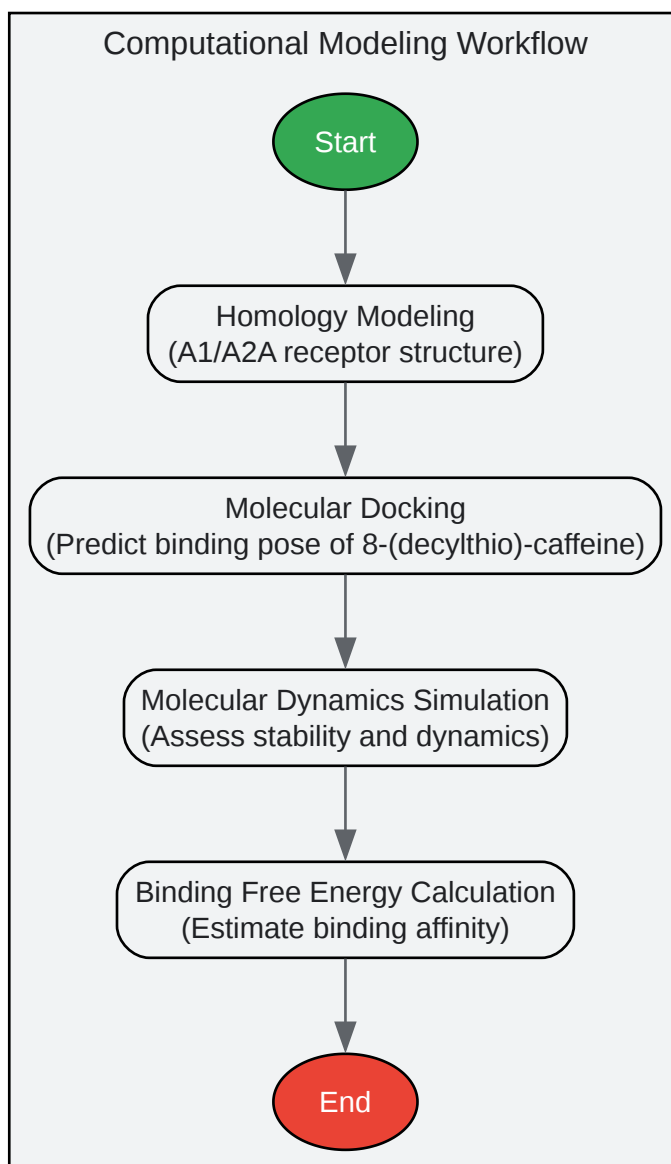 Computational Modeling Workflow
Start
Homology Modeling
(A1/A2A receptor structure)
Molecular Docking
(Predict binding pose of 8-(decylthio)-caffeine)
Molecular Dynamics Simulation
(Assess stability and dynamics)
Binding Free Energy Calculation
(Estimate binding affinity)
End